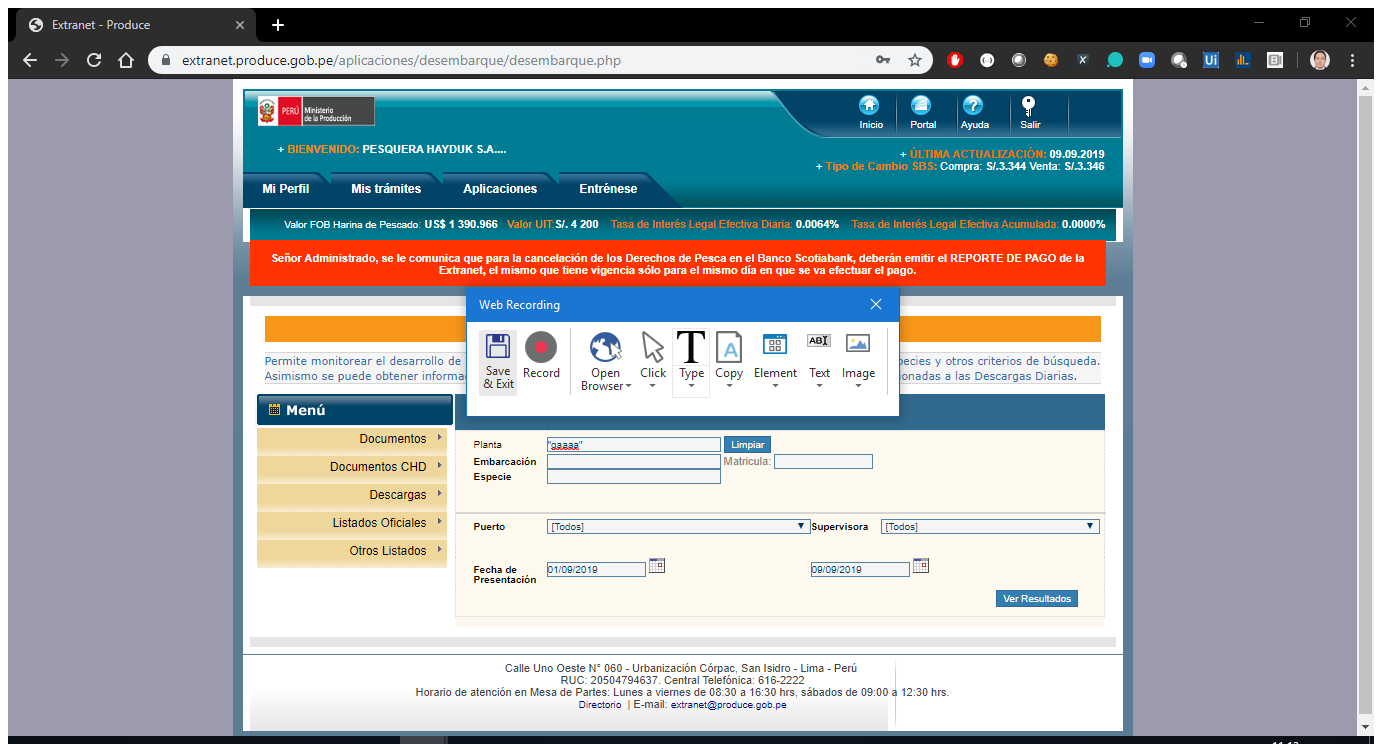 Extranet - Produce
extranet.produce.gob.pe/aplicaciones/desembarque/desembarque.php
PERÚ Ministerio
de la Producción
Inicio Portal Ayuda Salir
+ BIENVENIDO: PESQUERA HAYDUK S.A....
+ ÚLTIMA ACTUALIZACIÓN: 09.09.2019
+ Tipo de Cambio SBS: Compra: S/.3.344 Venta: S/.3.346
Mi Perfil Mis trámites Aplicaciones Entrénese
Valor FOB Harina de Pescado: US$ 1 390.966 Valor UIT:S/. 4 200 Tasa de Interés Legal Efectiva Diaria: 0.0064% Tasa de Interés Legal Efectiva Acumulada: 0.0000%
Señor Administrado, se le comunica que para la cancelación de los Derechos de Pesca en el Banco Scotiabank, deberán emitir el REPORTE DE PAGO de la
Extranet, el mismo que tiene vigencia sólo para el mismo día en que se va efectuar el pago.
Web Recording
Save
& Exit
Record
Open
Browser
Click
Type
Copy
Element
Text
ABI
Image
Permite monitorear el desarrollo de
pecies y otros criterios de búsqueda.
Asimismo se puede obtener informa
onadas a las Descargas Diarias.
Menú
Documentos
Documentos CHD
Descargas
Listados Oficiales
Otros Listados
Planta "gaaaa" Limpiar
Embarcación Matricula:
Especie
Puerto [Todos] Supervisora [Todos]
Fecha de
Presentación
01/09/2019 09/09/2019
Ver Resultados
Calle Uno Oeste N° 060 - Urbanización Córpac, San Isidro - Lima - Perú
RUC: 20504794637. Central Telefónica: 616-2222
Horario de atención en Mesa de Partes: Lunes a viernes de 08:30 a 16:30 hrs, sábados de 09:00 a 12:30 hrs.
Directorio | E-mail: extranet@produce.gob.pe